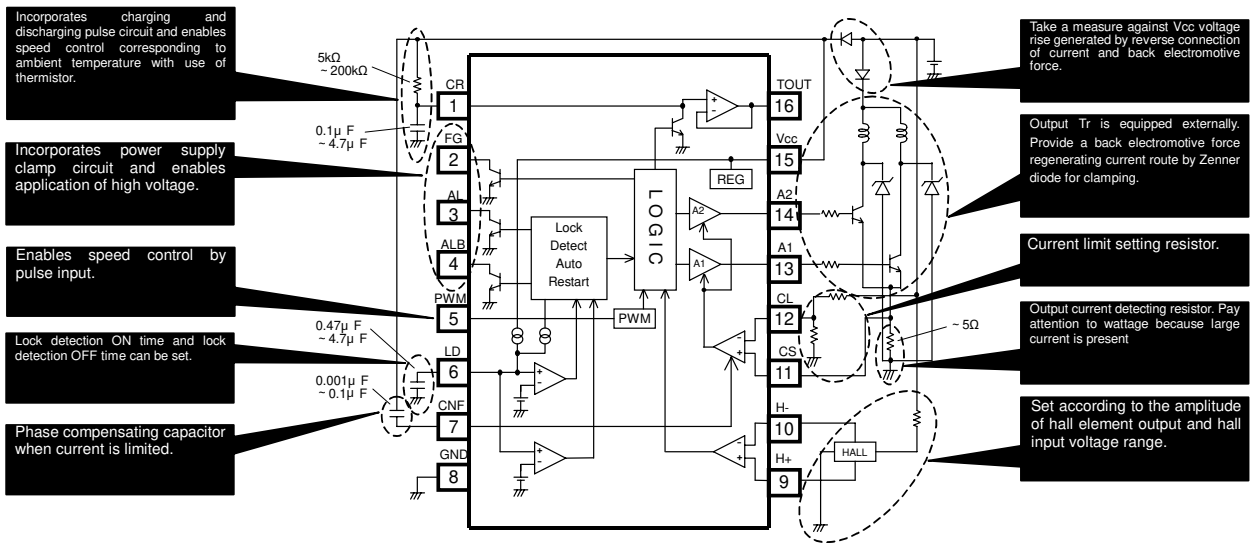 Incorporates charging and
discharging pulse circuit and enables
speed control corresponding to
ambient temperature with use of
thermistor.
Incorporates power supply
clamp circuit and enables
application of high voltage.
Enables speed control by
pulse input.
Lock detection ON time and lock
detection OFF time can be set.
Phase compensating capacitor
when current is limited.
5kΩ
~ 200kΩ
0.1μ F
~ 4.7μ F
0.47μ F
~ 4.7μ F
0.001μ F
~ 0.1μ F
CR
1
FG
2
AL
3
ALB
4
PWM
5
LD
6
CNF
7
GND
8
Lock
Detect
Auto
Restart
LOGIC
PWM
REG
A2
A1
TOUT
16
Vcc
15
A2
14
A1
13
CL
12
CS
11
H-
10
H+
9
HALL
~ 5Ω
Take a measure against Vcc voltage
rise generated by reverse connection
of current and back electromotive
force.
Output Tr is equipped externally.
Provide a back electromotive force
regenerating current route by Zenner
diode for clamping.
Current limit setting resistor.
Output current detecting resistor. Pay
attention to wattage because large
current is present
Set according to the amplitude
of hall element output and hall
input voltage range.